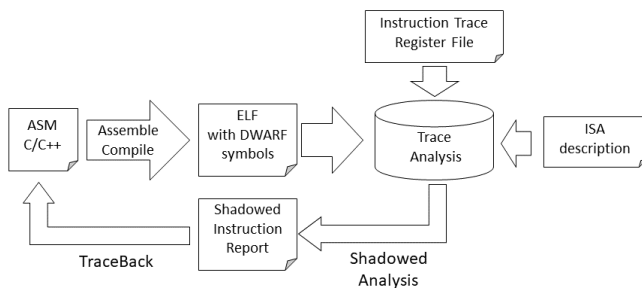 Instruction Trace
Register File
ASM
C/C++
Assemble
Compile
ELF
with DWARF
symbols
Trace
Analysis
ISA
description
Shadowed
Instruction
Report
TraceBack
Shadowed
Analysis